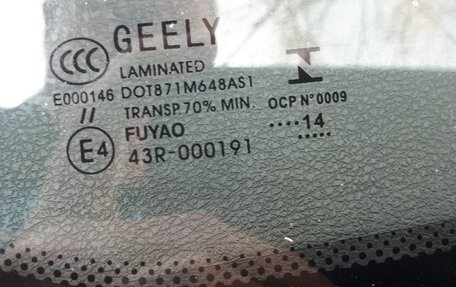 CCC GEELY
LAMINATED
E000146 DOT871M648AS1
// TRANSP.70% MIN. OCP N°0009
FUYAO ....14
E4 43R-000191